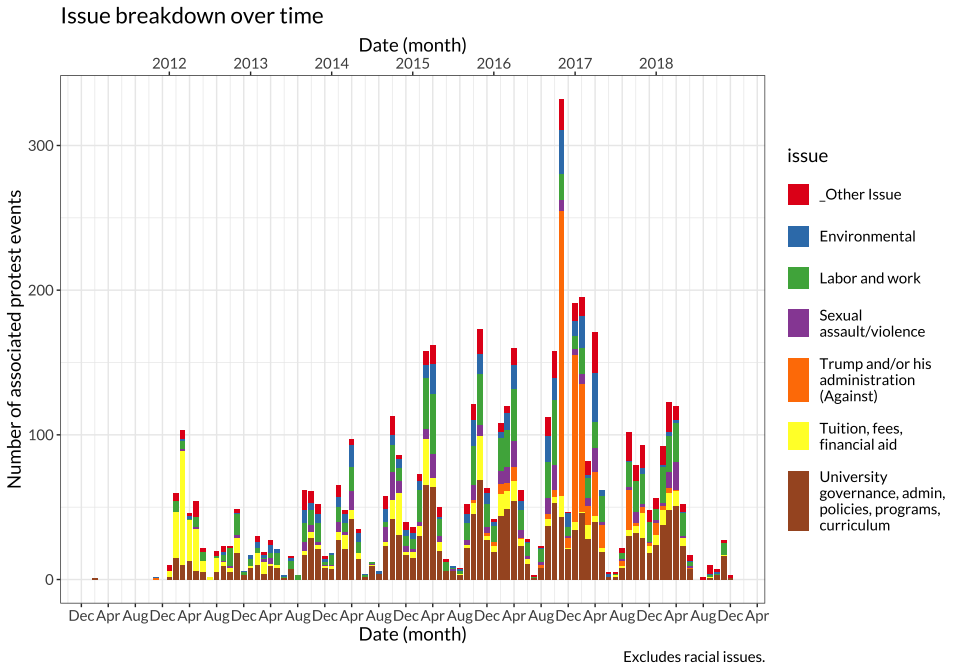 Issue breakdown over time
Date (month)
2012 2013 2014 2015 2016 2017 2018
Number of associated protest events
300
200
100
0
Dec Apr Aug Dec Apr Aug Dec Apr Aug Dec Apr Aug Dec Apr Aug Dec Apr Aug Dec Apr Aug Dec Apr Aug Dec Apr
Date (month)
issue
_Other Issue
Environmental
Labor and work
Sexual
assault/violence
Trump and/or his
administration
(Against)
Tuition, fees,
financial aid
University
governance, admin,
policies, programs,
curriculum
Excludes racial issues.